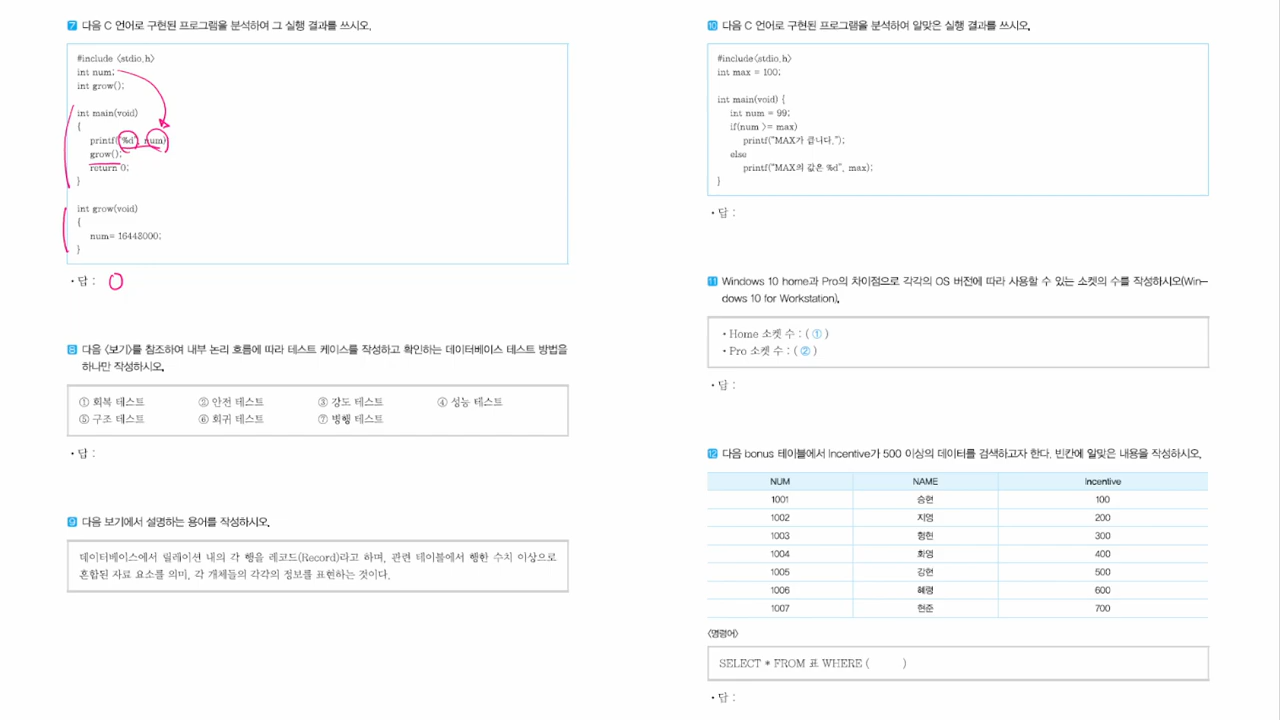 7 다음 C 언어로 구현된 프로그램을 분석하여 그 실행 결과를 쓰시오.
#include <stdio.h>
int num;
int grow();
int main(void)
{
printf("%d", num)
grow();
return 0;
}
int grow(void)
{
num= 16448000;
}
• 답 : 0
8 다음 <보기>를 참조하여 내부 논리 흐름에 따라 테스트 케이스를 작성하고 확인하는 데이터베이스 테스트 방법을
하나만 작성하시오.
① 회복 테스트 ② 안전 테스트 ③ 강도 테스트 ④ 성능 테스트
⑤ 구조 테스트 ⑥ 회귀 테스트 ⑦ 병행 테스트
• 답 :
9 다음 보기에서 설명하는 용어를 작성하시오.
데이터베이스에서 릴레이션 내의 각 행을 레코드(Record)라고 하며, 관련 테이블에서 행한 수치 이상으로
혼합된 자료 요소를 의미, 각 개체들의 각각의 정보를 표현하는 것이다.
10 다음 C 언어로 구현된 프로그램을 분석하여 알맞은 실행 결과를 쓰시오.
#include<stdio.h>
int max = 100;
int main(void) {
int num = 99;
if(num >= max)
printf("MAX가 큽니다.");
else
printf("MAX의 값은 %d", max);
}
• 답 :
11 Windows 10 home과 Pro의 차이점으로 각각의 OS 버전에 따라 사용할 수 있는 소켓의 수를 작성하시오(Win-
dows 10 for Workstation).
• Home 소켓 수 : ( ① )
• Pro 소켓 수 : ( ② )
• 답 :
12 다음 bonus 테이블에서 Incentive가 500 이상의 데이터를 검색하고자 한다. 빈칸에 알맞은 내용을 작성하시오.
NUM NAME Incentive
1001 승현 100
1002 지영 200
1003 형헌 300
1004 화영 400
1005 강현 500
1006 혜령 600
1007 현준 700
<명령어>
SELECT * FROM 표 WHERE ( )
• 답 :